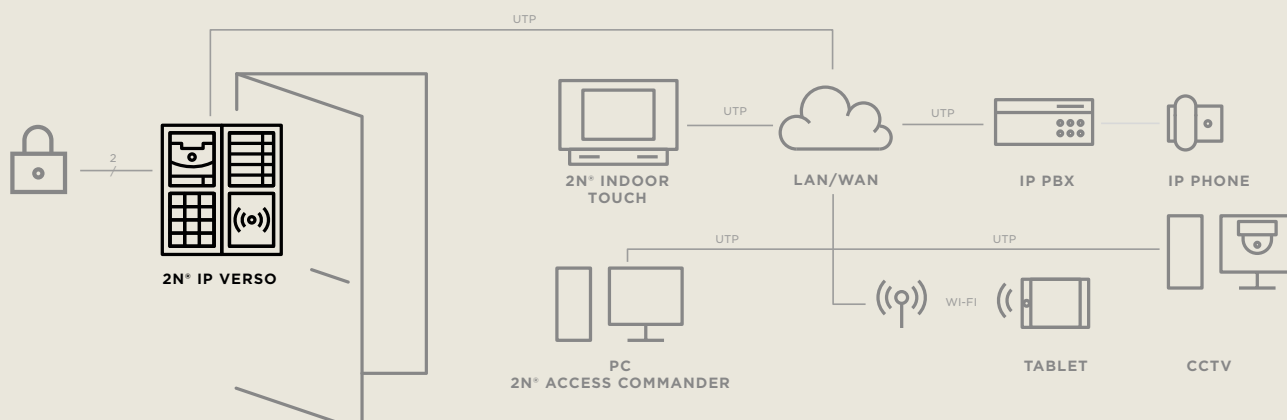 UTP
2
2N® IP VERSO
UTP
UTP
2N® INDOOR
TOUCH
LAN/WAN
IP PBX
IP PHONE
UTP
UTP
WI-FI
PC
2N® ACCESS COMMANDER
TABLET
CCTV